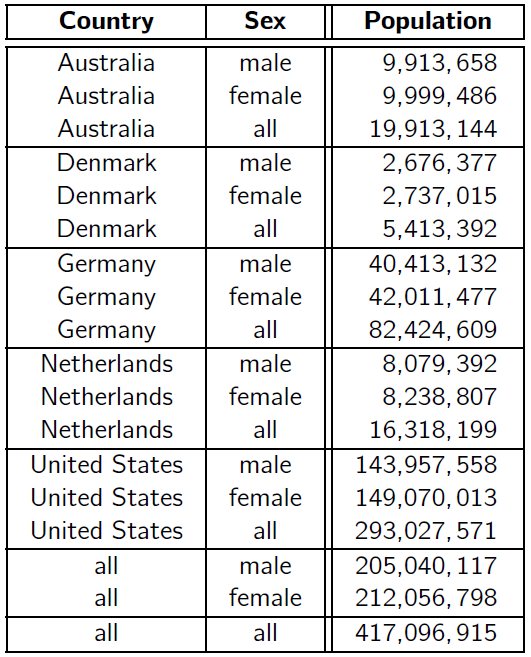 Country Sex Population
Australia male 9,913,658
Australia female 9,999,486
Australia all 19,913,144
Denmark male 2,676,377
Denmark female 2,737,015
Denmark all 5,413,392
Germany male 40,413,132
Germany female 42,011,477
Germany all 82,424,609
Netherlands male 8,079,392
Netherlands female 8,238,807
Netherlands all 16,318,199
United States male 143,957,558
United States female 149,070,013
United States all 293,027,571
all male 205,040,117
all female 212,056,798
all all 417,096,915